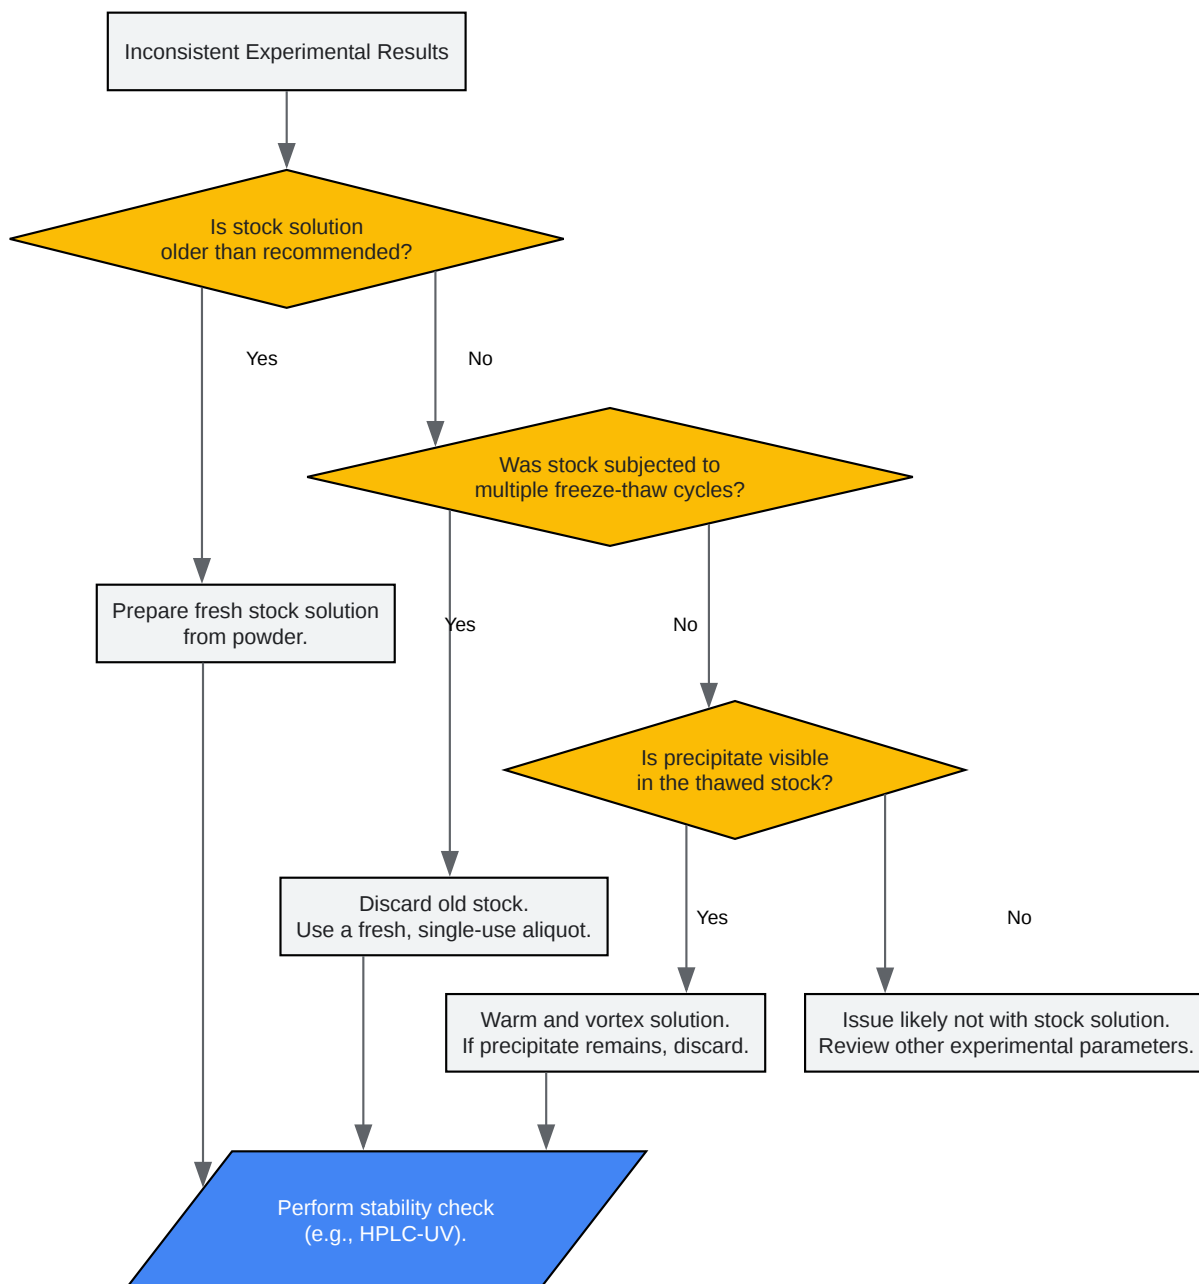 Inconsistent Experimental Results
Is stock solution
older than recommended?
Yes
No
Was stock subjected to
multiple freeze-thaw cycles?
Prepare fresh stock solution
from powder.
Yes
No
Is precipitate visible
in the thawed stock?
Discard old stock.
Use a fresh, single-use aliquot.
Yes
No
Warm and vortex solution.
If precipitate remains, discard.
Issue likely not with stock solution.
Review other experimental parameters.
Perform stability check
(e.g., HPLC-UV).